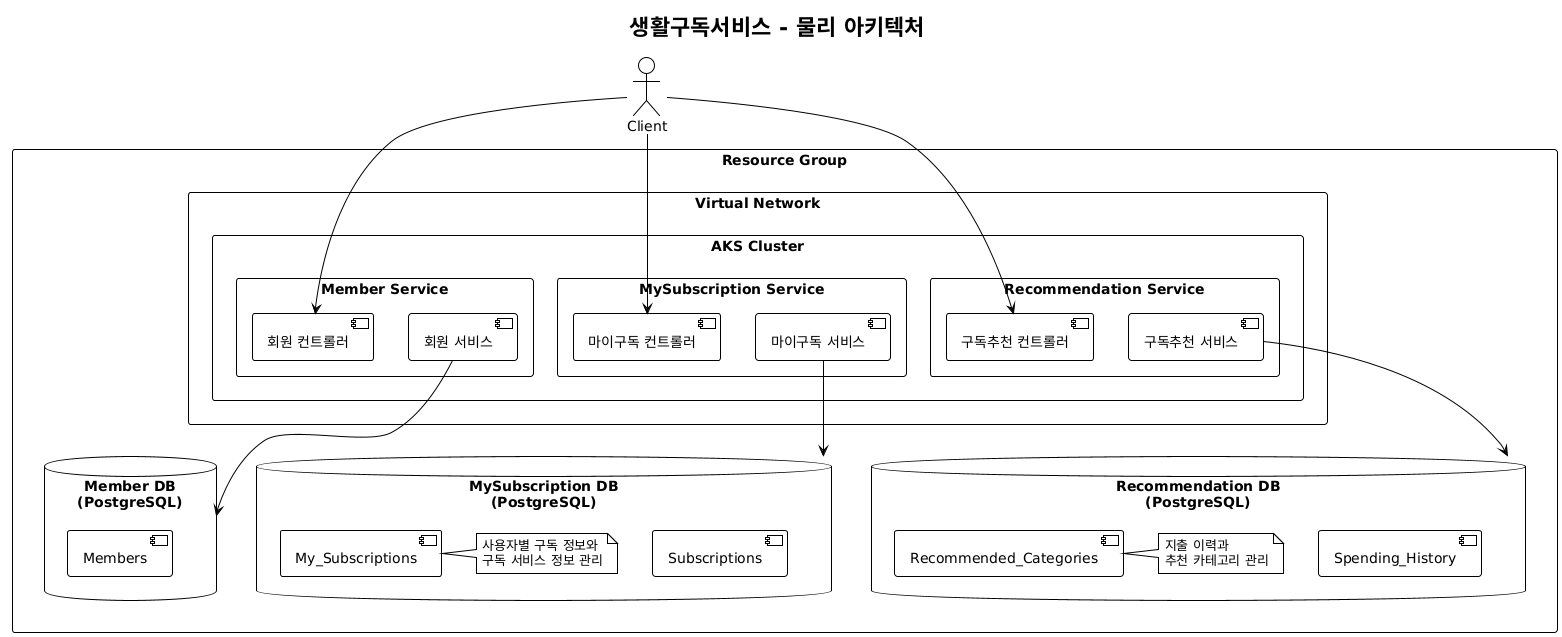 생활구독서비스 - 물리 아키텍처
Client
Resource Group
Virtual Network
AKS Cluster
Member Service
회원 컨트롤러
회원 서비스
MySubscription Service
마이구독 컨트롤러
마이구독 서비스
Recommendation Service
구독추천 컨트롤러
구독추천 서비스
Member DB
(PostgreSQL)
Members
MySubscription DB
(PostgreSQL)
My_Subscriptions
사용자별 구독 정보와
구독 서비스 정보 관리
Subscriptions
Recommendation DB
(PostgreSQL)
Recommended_Categories
지출 이력과
추천 카테고리 관리
Spending_History